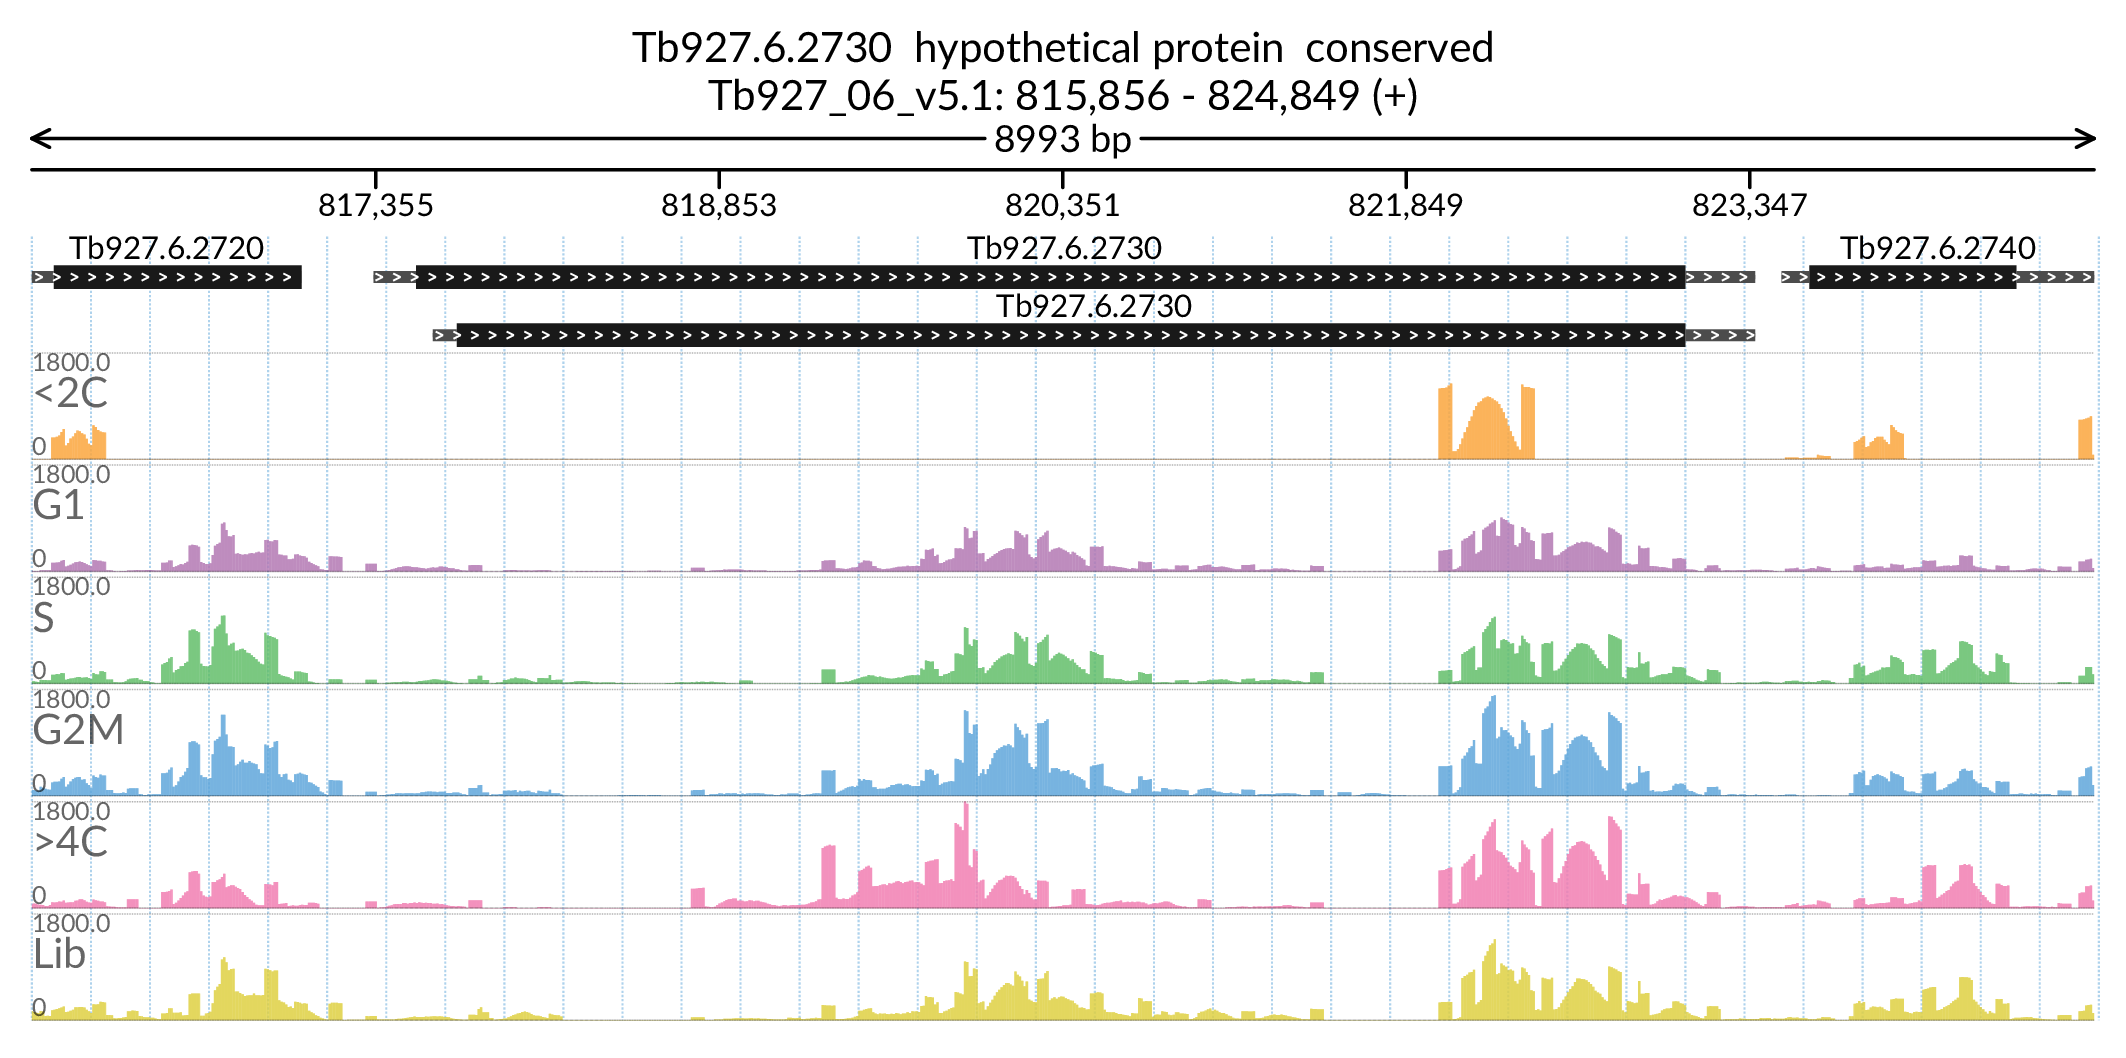 Tb927.6.2730 hypothetical protein conserved
Tb927_06_v5.1: 815,856 - 824,849 (+)
8993 bp
817,355 818,853 820,351 821,849 823,347
Tb927.6.2720 Tb927.6.2730 Tb927.6.2740
Tb927.6.2730
1800.0
<2C
0
1800.0
G1
0
1800.0
S
0
1800.0
G2M
0
1800.0
>4C
0
1800.0
Lib
0